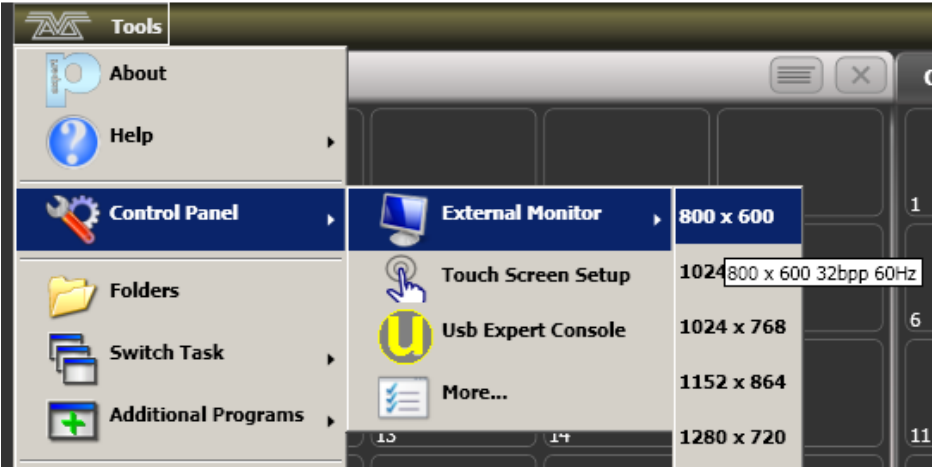 Tools
About
Help
Control Panel
Folders
Switch Task
Additional Programs
External Monitor
Touch Screen Setup
Usb Expert Console
u
More...
800 x 600
1024
800 x 600 32bpp 60Hz
1024 x 768
1152 x 864
1280 x 720
1
6
11
13
14